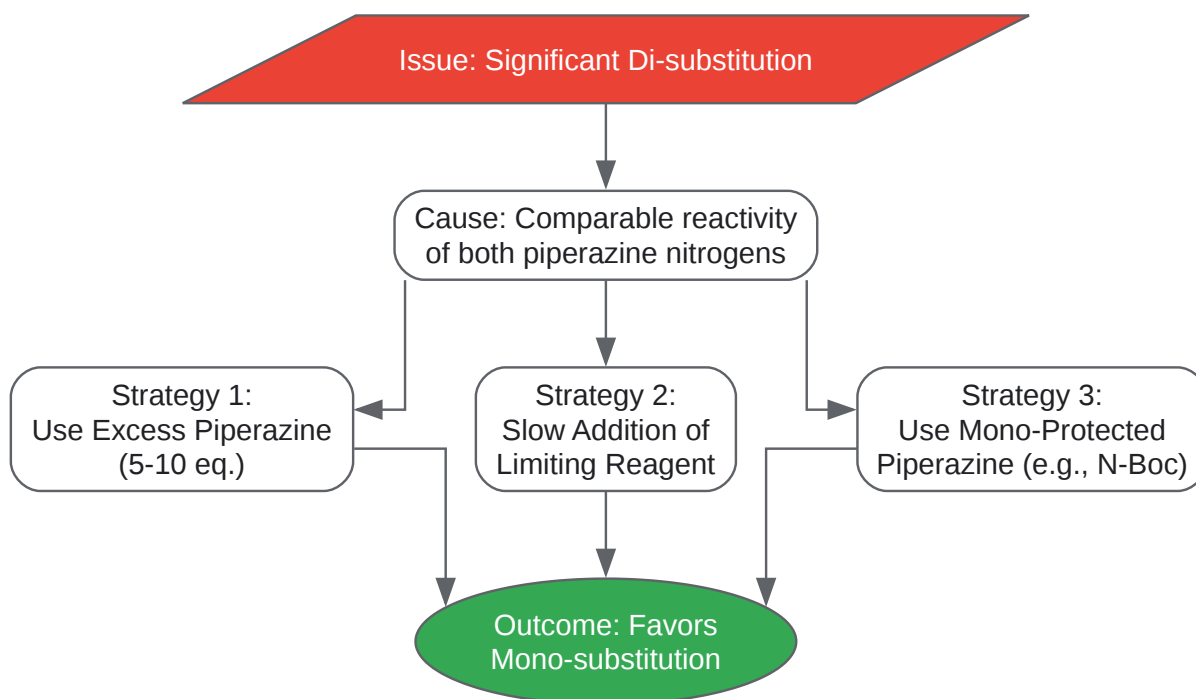 Issue: Significant Di-substitution
Cause: Comparable reactivity
of both piperazine nitrogens
Strategy 1:
Use Excess Piperazine
(5-10 eq.)
Strategy 2:
Slow Addition of
Limiting Reagent
Strategy 3:
Use Mono-Protected
Piperazine (e.g., N-Boc)
Outcome: Favors
Mono-substitution